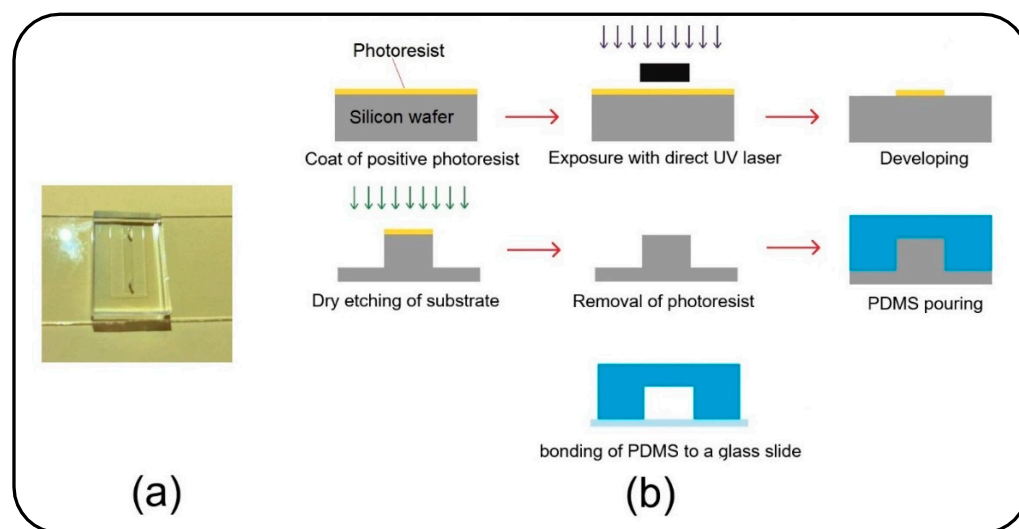 Photoresist
Silicon wafer
Coat of positive photoresist
Exposure with direct UV laser
Developing
Dry etching of substrate
Removal of photoresist
PDMS pouring
bonding of PDMS to a glass slide
(a)
(b)